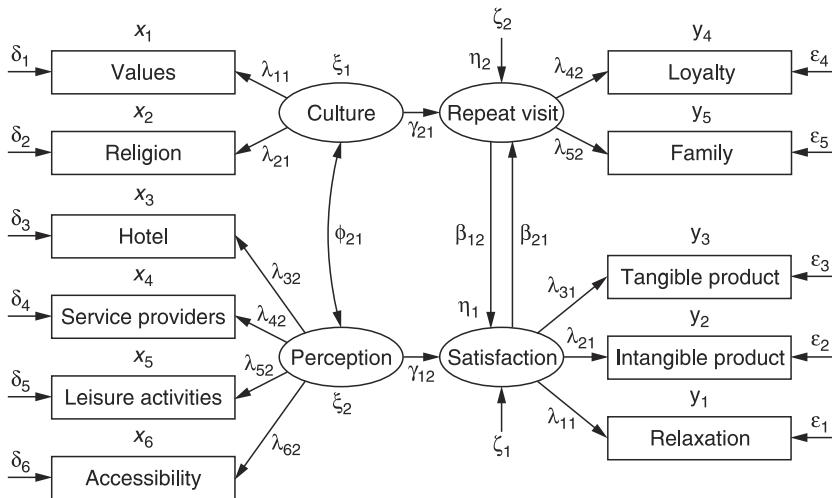 x₁
δ₁
Values
λ₁₁
x₂
δ₂
Religion
λ₂₁
x₃
δ₃
Hotel
λ₃₂
x₄
δ₄
Service providers
λ₄₂
x₅
δ₅
Leisure activities
λ₅₂
x₆
δ₆
Accessibility
λ₆₂
ξ₁
Culture
γ₂₁
ϕ₂₁
Perception
ξ₂
γ₁₂
ζ₂
η₂
Repeat visit
β₁₂
β₂₁
η₁
Satisfaction
ζ₁
y₄
λ₄₂
Loyalty
ε₄
y₅
λ₅₂
Family
ε₅
y₃
λ₃₁
Tangible product
ε₃
y₂
λ₂₁
Intangible product
ε₂
y₁
λ₁₁
Relaxation
ε₁